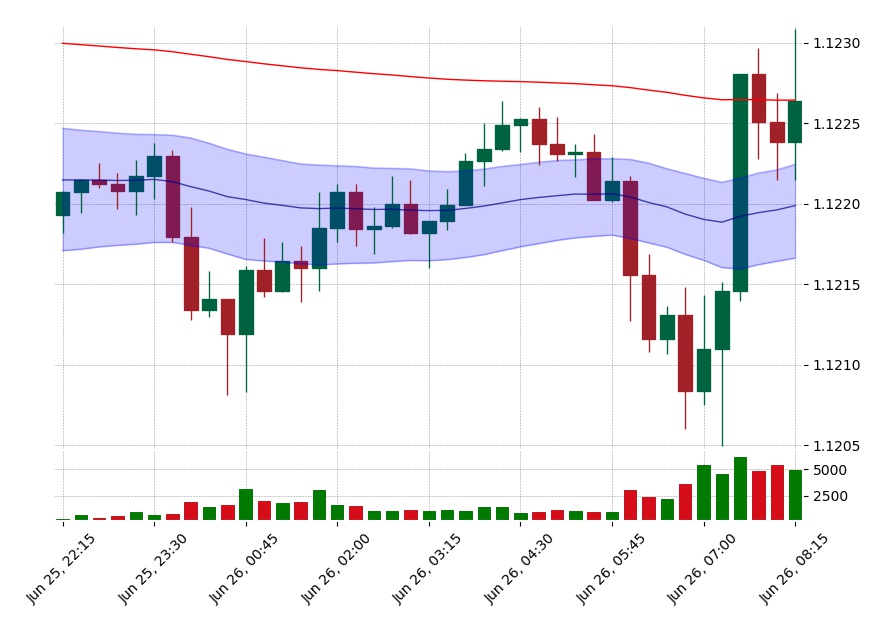 1.1230
1.1225
1.1220
1.1215
1.1210
1.1205
5000
2500
Jun 25, 22:15
Jun 25, 23:30
Jun 26, 00:45
Jun 26, 02:00
Jun 26, 03:15
Jun 26, 04:30
Jun 26, 05:45
Jun 26, 07:00
Jun 26, 08:15